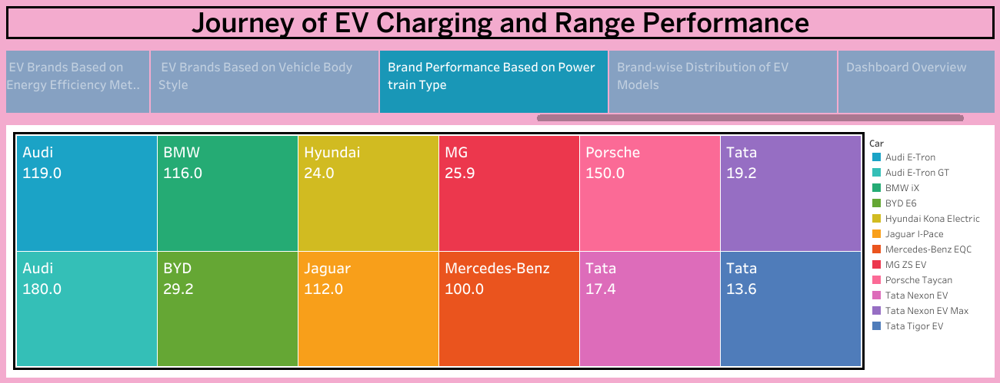 Journey of EV Charging and Range Performance
EV Brands Based on
Energy Efficiency Met..
EV Brands Based on Vehicle Body
Style
Brand Performance Based on Power
train Type
Brand-wise Distribution of EV
Models
Dashboard Overview
Audi
119.0
BMW
116.0
Hyundai
24.0
MG
25.9
Porsche
150.0
Tata
19.2
Audi
180.0
BYD
29.2
Jaguar
112.0
Mercedes-Benz
100.0
Tata
17.4
Tata
13.6
Car
Audi E-Tron
Audi E-Tron GT
BMW iX
BYD E6
Hyundai Kona Electric
Jaguar I-Pace
Mercedes-Benz EQC
MG ZS EV
Porsche Taycan
Tata Nexon EV
Tata Nexon EV Max
Tata Tigor EV